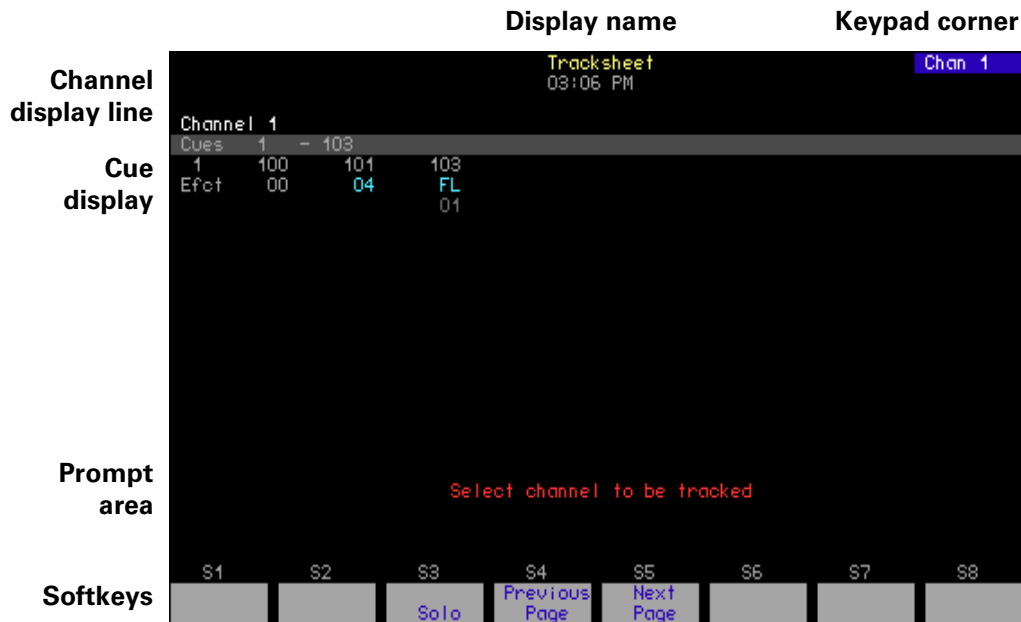 Display name Keypad corner
Tracksheet Chan 1
Channel
display line
03:06 PM
Channel 1
Cues 1 - 103
Cue
display
1 100 101 103
Efct 00 04 FL
01
Prompt
area
Select channel to be tracked
S1 S2 S3 S4 S5 S6 S7 S8
Softkeys
Solo
Previous
Page
Next
Page